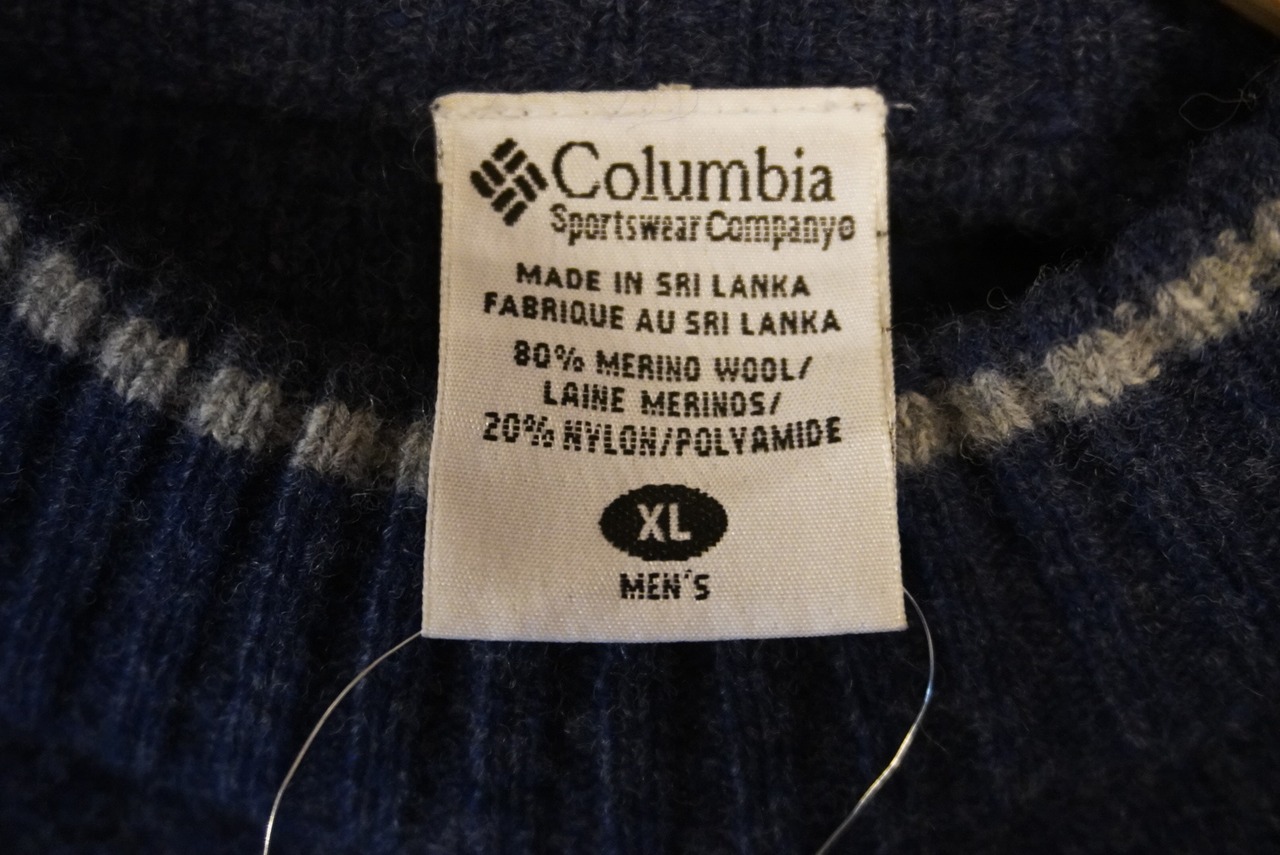 Columbia
Sportswear Company®
MADE IN SRI LANKA
FABRIQUE AU SRI LANKA
80% MERINO WOOL/
LAINE MERINOS/
20% NYLON/POLYAMIDE
XL
MEN'S